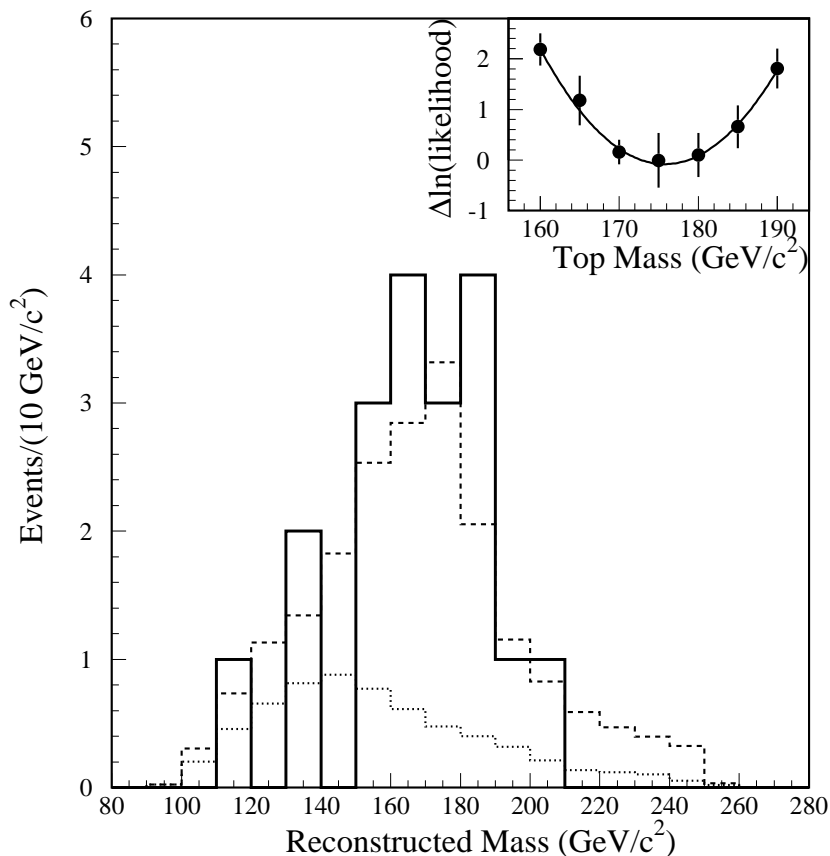 6
5
4
3
2
1
0
Events/(10 GeV/c²)
80 100 120 140 160 180 200 220 240 260 280
Reconstructed Mass (GeV/c²)
2
1
0
-1
Δln(likelihood)
160 170 180 190
Top Mass (GeV/c²)